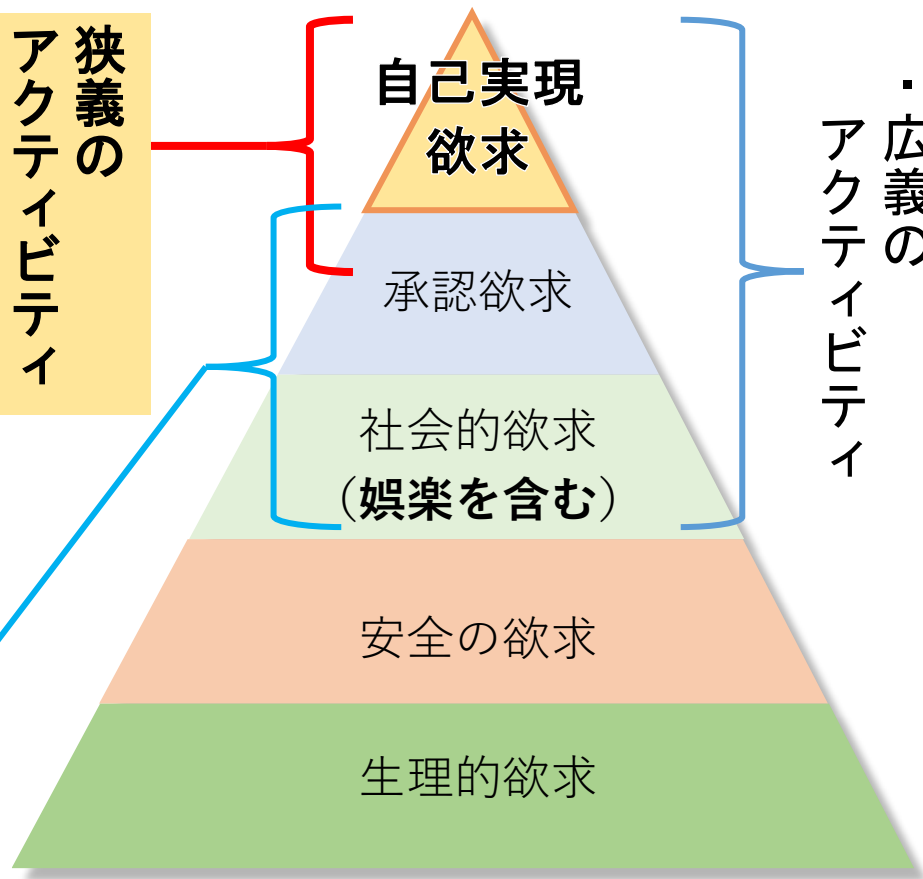 狭義の
アクティビティ
自己実現
欲求
承認欲求
社会的欲求
（娯楽を含む）
安全の欲求
生理的欲求
・広義の
アクティビティ